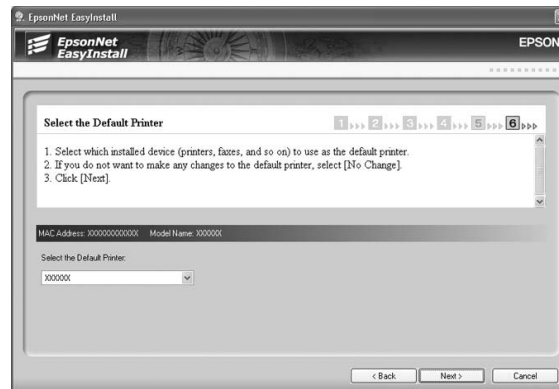 EpsonNet EasyInstall
EpsonNet
EasyInstall
EPSON
Select the Default Printer
1 2 3 4 5 6
1. Select which installed device (printers, faxes, and so on) to use as the default printer.
2. If you do not want to make any changes to the default printer, select [No Change].
3. Click [Next].
MAC Address: XXXXXXXXXXXX Model Name: XXXXXX
Select the Default Printer:
XXXXXX
< Back Next > Cancel